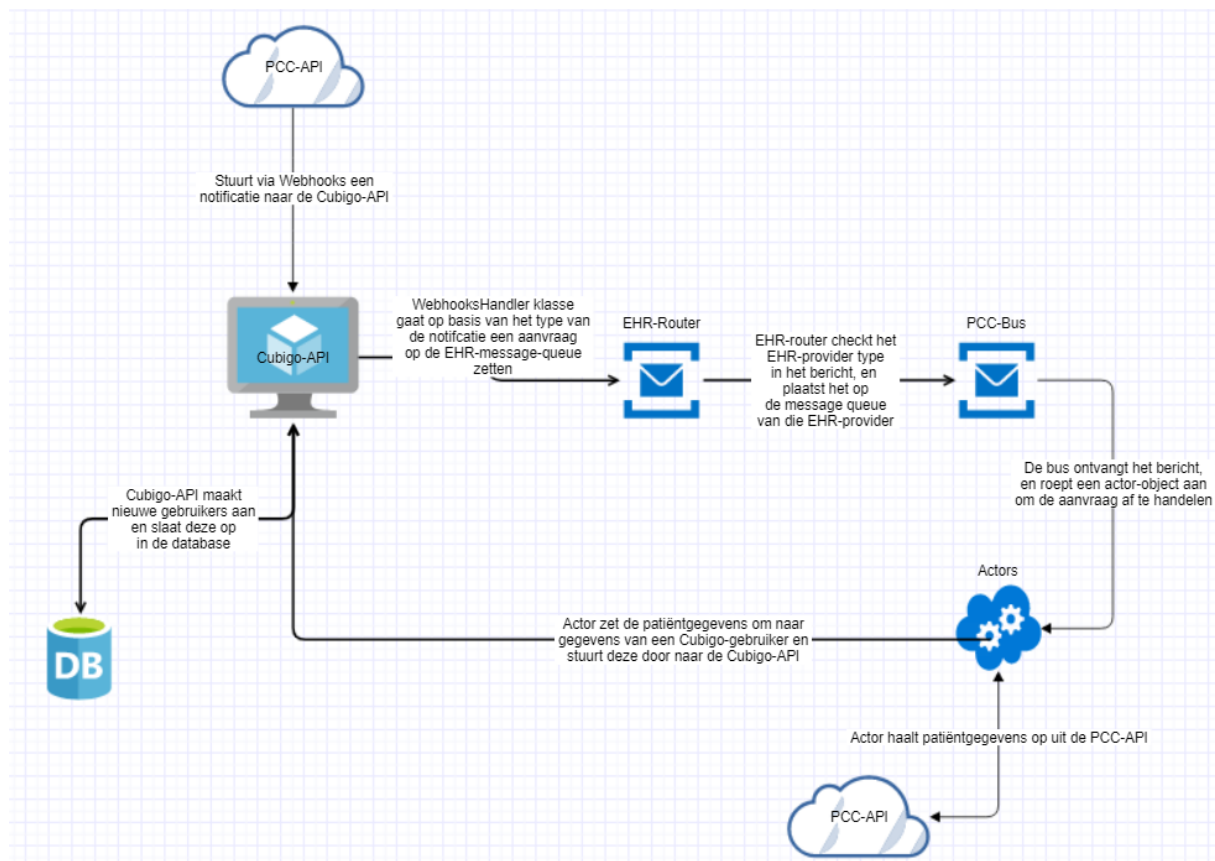 PCC-API
Stuurt via Webhooks een
notificatie naar de Cubigo-API
Cubigo-API
WebhooksHandler klasse
gaat op basis van het type van
de notifcatie een aanvraag
op de EHR-message-queue
zetten
EHR-Router
EHR-router checkt het
EHR-provider type
in het bericht, en
plaatst het op
de message queue
van die EHR-provider
PCC-Bus
De bus ontvangt het bericht,
en roept een actor-object aan
om de aanvraag af te handelen
Cubigo-API maakt
nieuwe gebruikers aan
en slaat deze op
in de database
DB
Actors
Actor zet de patiëntgegevens om naar
gegevens van een Cubigo-gebruiker en
stuurt deze door naar de Cubigo-API
Actor haalt patiëntgegevens op uit de PCC-API
PCC-API